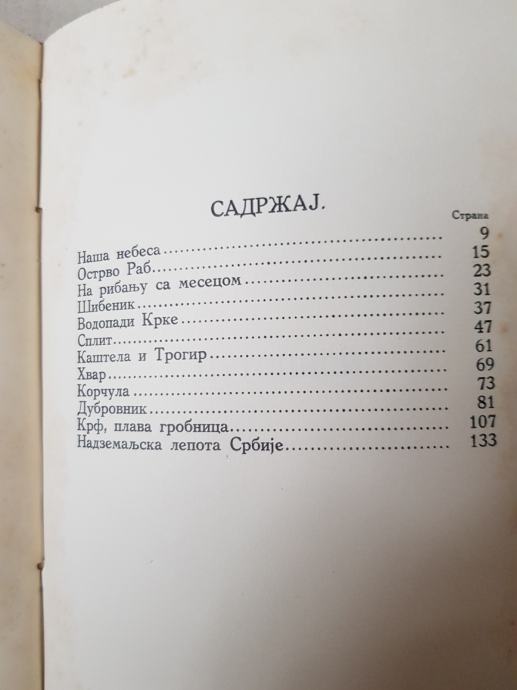 САДРЖАЈ.
Страна
Наша небеса 9
Острво Раб 15
На рибању са месецом 23
Шибеник 31
Водопади Крке 37
Сплит 47
Каштела и Трогир 61
Хвар 69
Корчула 73
Дубровник 81
Крф, плава гробница 107
Надземаљска лепота Србије 133